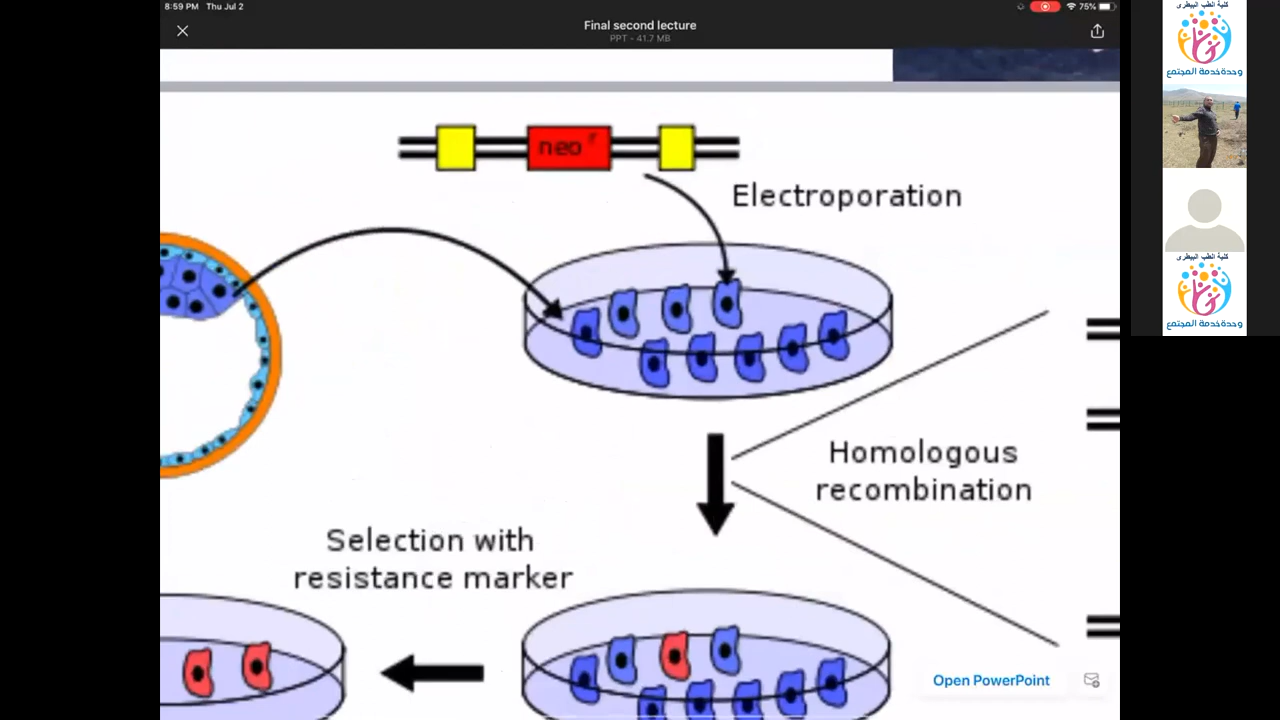 8:59 PM Thu Jul 2
75%
Final second lecture
PPT - 41.7 MB
neo r
Electroporation
Homologous
recombination
Selection with
resistance marker
Open PowerPoint
كلية الطب البيطرى
وحدة خدمة المجتمع
كلية الطب البيطرى
وحدة خدمة المجتمع